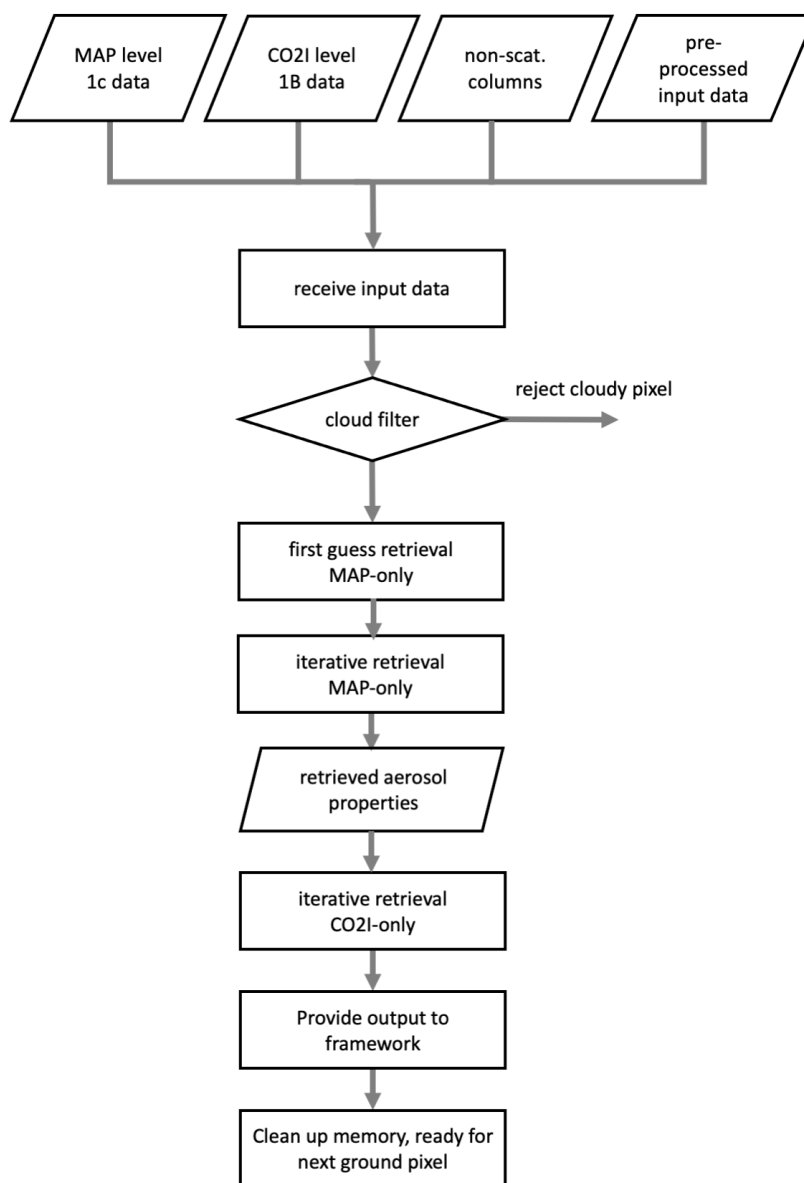 MAP level
1c data
CO2I level
1B data
non-scat.
columns
pre-
processed
input data
receive input data
cloud filter
reject cloudy pixel
first guess retrieval
MAP-only
iterative retrieval
MAP-only
retrieved aerosol
properties
iterative retrieval
CO2I-only
Provide output to
framework
Clean up memory, ready for
next ground pixel